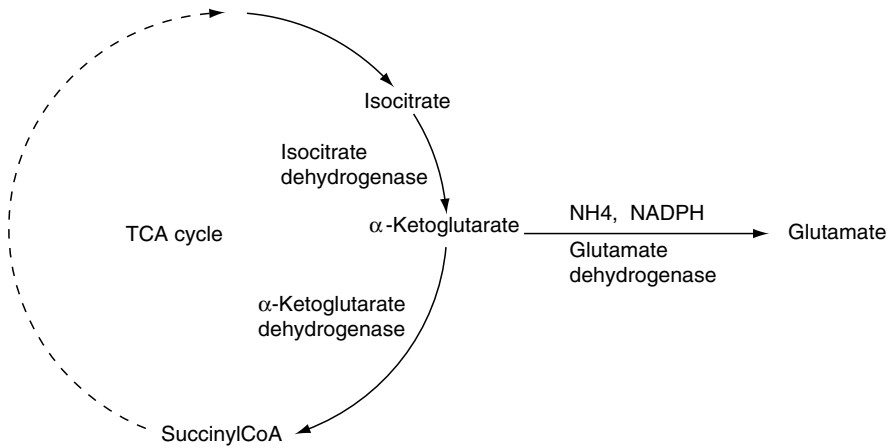 Isocitrate
Isocitrate
dehydrogenase
α-Ketoglutarate
NH4, NADPH
Glutamate
Glutamate
dehydrogenase
TCA cycle
α-Ketoglutarate
dehydrogenase
SuccinylCoA